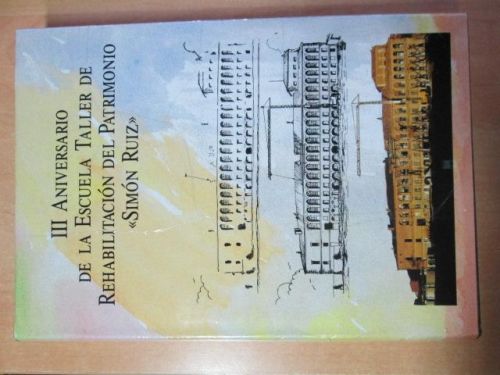 III ANIVERSARIO
DE LA ESCUELA TALLER DE
REHABILITACIÓN DEL PATRIMONIO
«SIMÓN RUIZ»